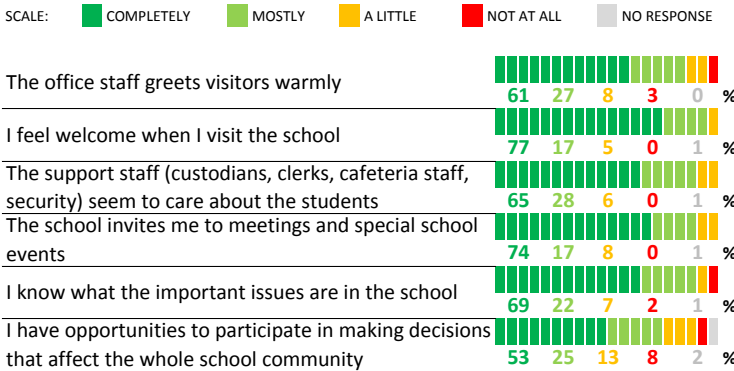 SCALE: COMPLETELY MOSTLY A LITTLE NOT AT ALL NO RESPONSE
The office staff greets visitors warmly
61 27 8 3 0 %
I feel welcome when I visit the school
77 17 5 0 1 %
The support staff (custodians, clerks, cafeteria staff,
security) seem to care about the students
65 28 6 0 1 %
The school invites me to meetings and special school
events
74 17 8 0 1 %
I know what the important issues are in the school
69 22 7 2 1 %
I have opportunities to participate in making decisions
that affect the whole school community
53 25 13 8 2 %